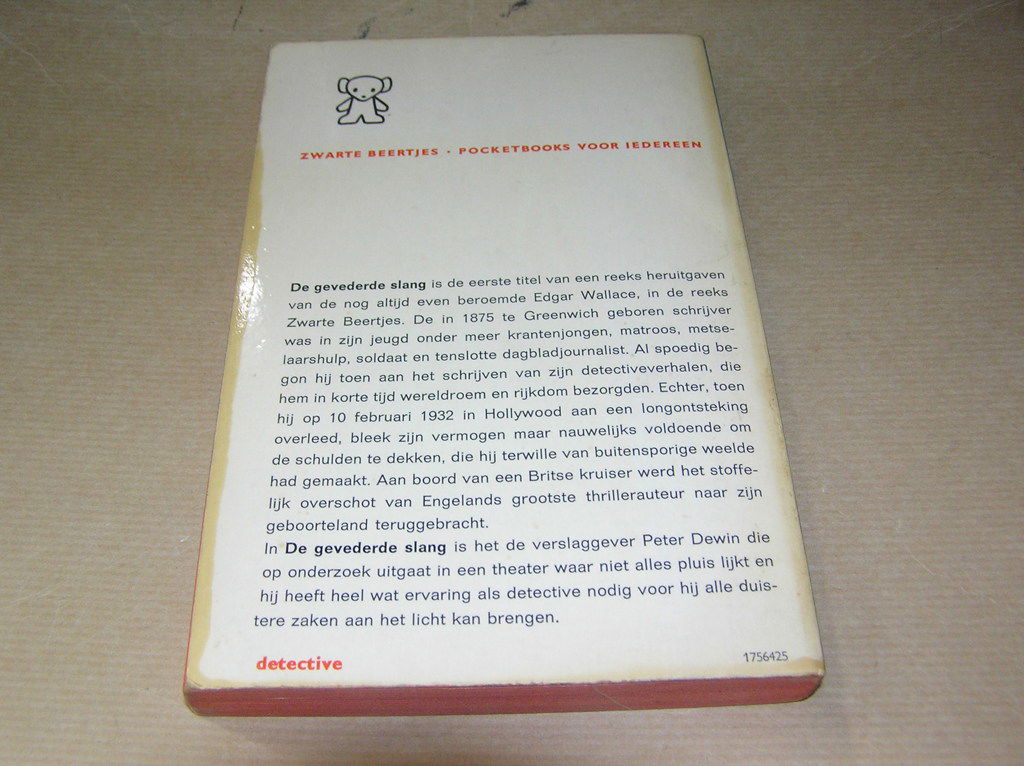 ZWARTE BEERTJES · POCKETBOOKS VOOR IEDEREEN
De gevederde slang is de eerste titel van een reeks heruitgaven
van de nog altijd even beroemde Edgar Wallace, in de reeks
Zwarte Beertjes. De in 1875 te Greenwich geboren schrijver
was in zijn jeugd onder meer krantenjongen, matroos, metse-
laarshulp, soldaat en tenslotte dagbladjournalist. Al spoedig be-
gon hij toen aan het schrijven van zijn detectiveverhalen, die
hem in korte tijd wereldroem en rijkdom bezorgden. Echter, toen
hij op 10 februari 1932 in Hollywood aan een longontsteking
overleed, bleek zijn vermogen maar nauwelijks voldoende om
de schulden te dekken, die hij terwille van buitensporige weelde
had gemaakt. Aan boord van een Britse kruiser werd het stoffe-
lijk overschot van Engelands grootste thrillerauteur naar zijn
geboorteland teruggebracht.
In De gevederde slang is het de verslaggever Peter Dewin die
op onderzoek uitgaat in een theater waar niet alles pluis lijkt en
hij heeft heel wat ervaring als detective nodig voor hij alle duis-
tere zaken aan het licht kan brengen.
detective
1756425